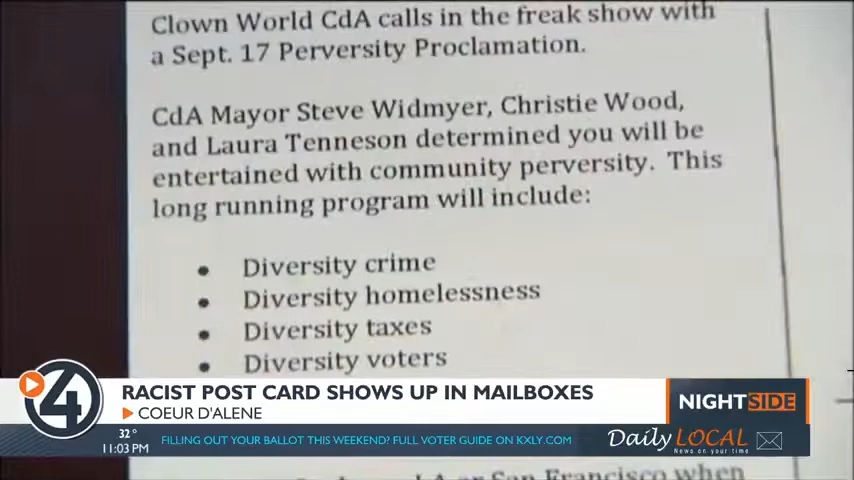 Clown World CdA calls in the freak show with
a Sept. 17 Perversity Proclamation.
CdA Mayor Steve Widmyer, Christie Wood,
and Laura Tenneson determined you will be
entertained with community perversity. This
long running program will include:
• Diversity crime
• Diversity homelessness
• Diversity taxes
• Diversity voters
4
RACIST POST CARD SHOWS UP IN MAILBOXES
COEUR D'ALENE
NIGHTSIDE
32°
11:03 PM
FILLING OUT YOUR BALLOT THIS WEEKEND? FULL VOTER GUIDE ON KXLY.COM
Daily LOCAL
News on your time
or San Francisco when